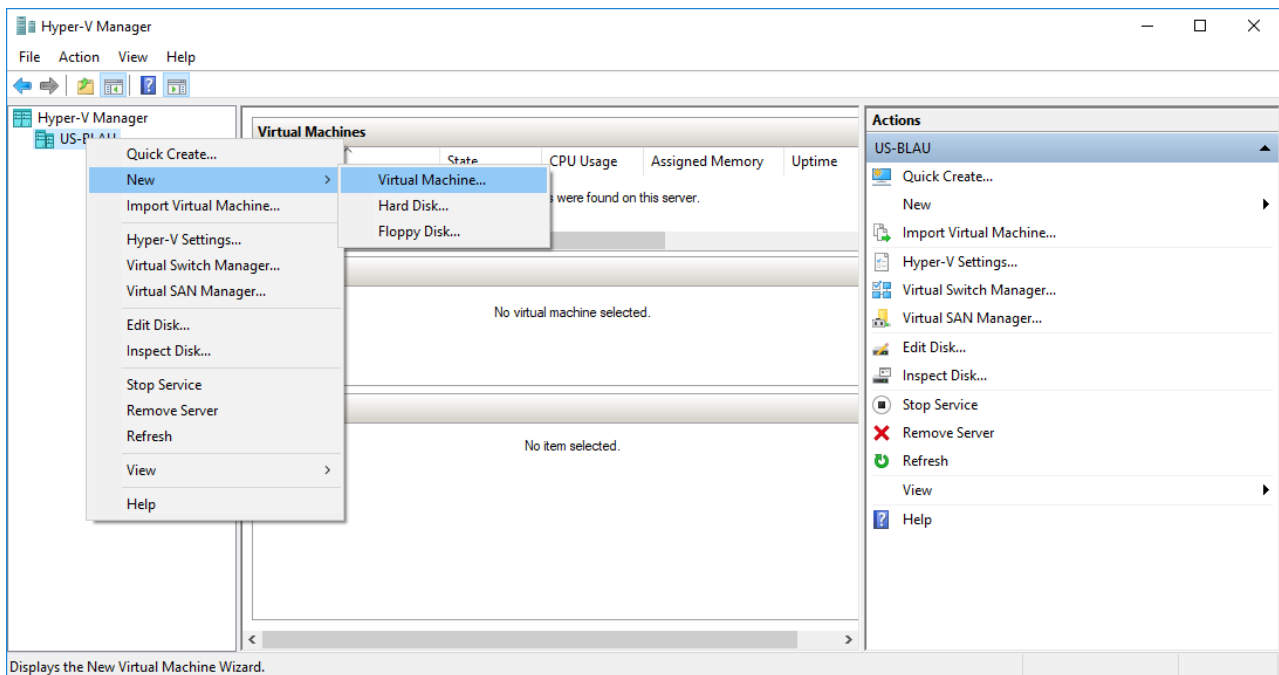 Hyper-V Manager
File Action View Help
Hyper-V Manager
US-BLAU
Quick Create...
New
Import Virtual Machine...
Hyper-V Settings...
Virtual Switch Manager...
Virtual SAN Manager...
Edit Disk...
Inspect Disk...
Stop Service
Remove Server
Refresh
View
Help
Virtual Machine...
Hard Disk...
Floppy Disk...
Virtual Machines
State CPU Usage Assigned Memory Uptime
were found on this server.
No virtual machine selected.
No item selected.
Actions
US-BLAU
Quick Create...
New
Import Virtual Machine...
Hyper-V Settings...
Virtual Switch Manager...
Virtual SAN Manager...
Edit Disk...
Inspect Disk...
Stop Service
Remove Server
Refresh
View
Help
Displays the New Virtual Machine Wizard.